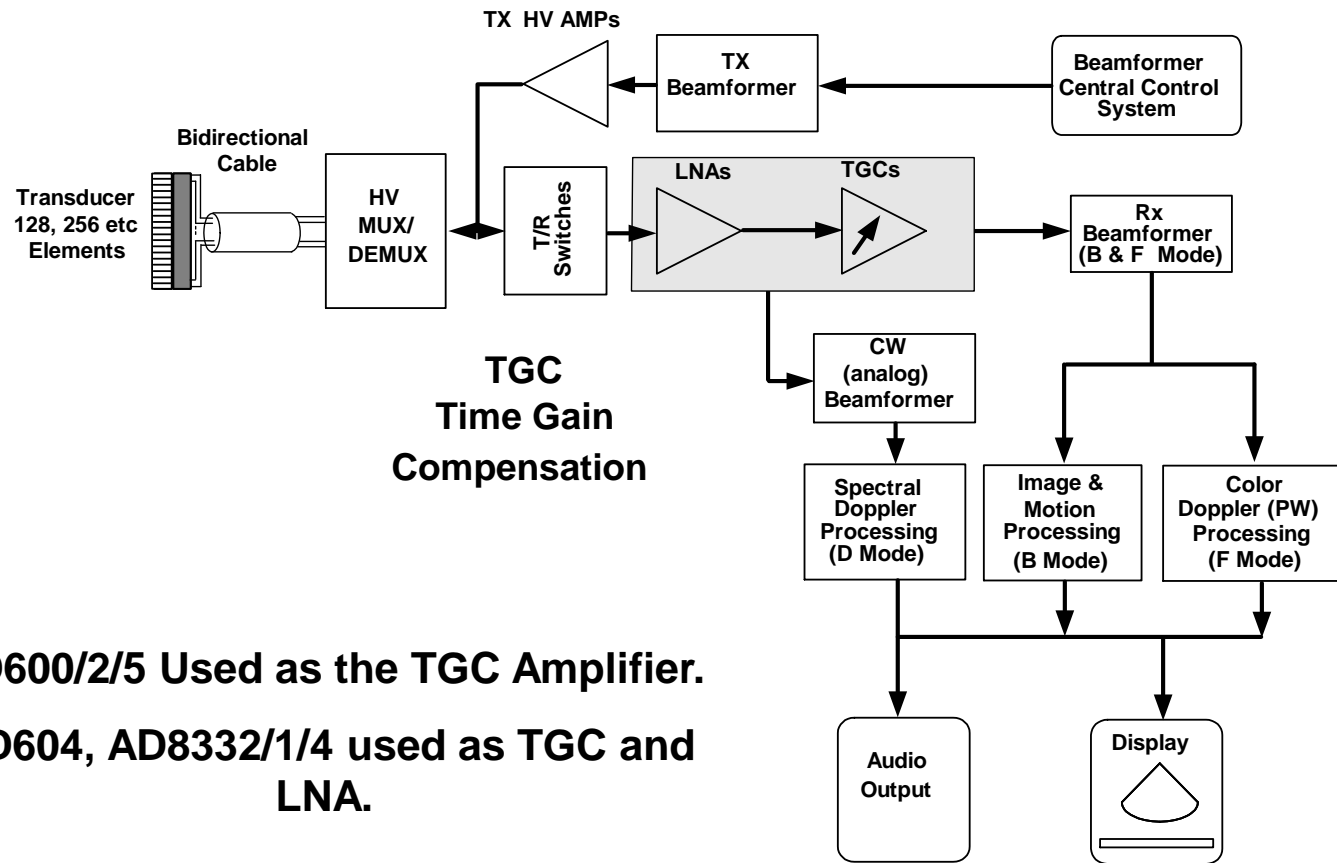 TX HV AMPs
TX
Beamformer
Beamformer
Central Control
System
Bidirectional
Cable
Transducer
128, 256 etc
Elements
HV
MUX/
DEMUX
T/R
Switches
LNAs
TGCs
Rx
Beamformer
(B & F Mode)
CW
(analog)
Beamformer
TGC
Time Gain
Compensation
Spectral
Doppler
Processing
(D Mode)
Image &
Motion
Processing
(B Mode)
Color
Doppler (PW)
Processing
(F Mode)
600/2/5 Used as the TGC Amplifier.
604, AD8332/1/4 used as TGC and
LNA.
Audio
Output
Display